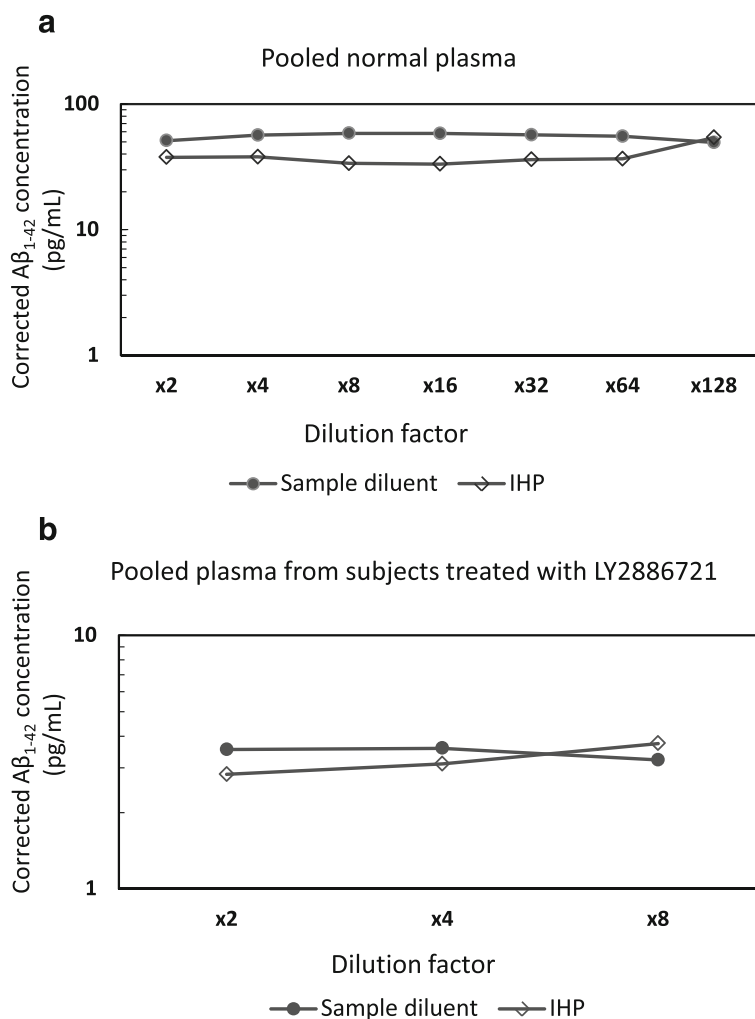 a
Pooled normal plasma
Corrected Aβ1-42 concentration
(pg/mL)
100
10
1
x2 x4 x8 x16 x32 x64 x128
Dilution factor
Sample diluent IHP
b
Pooled plasma from subjects treated with LY2886721
Corrected Aβ1-42 concentration
(pg/mL)
10
1
x2 x4 x8
Dilution factor
Sample diluent IHP